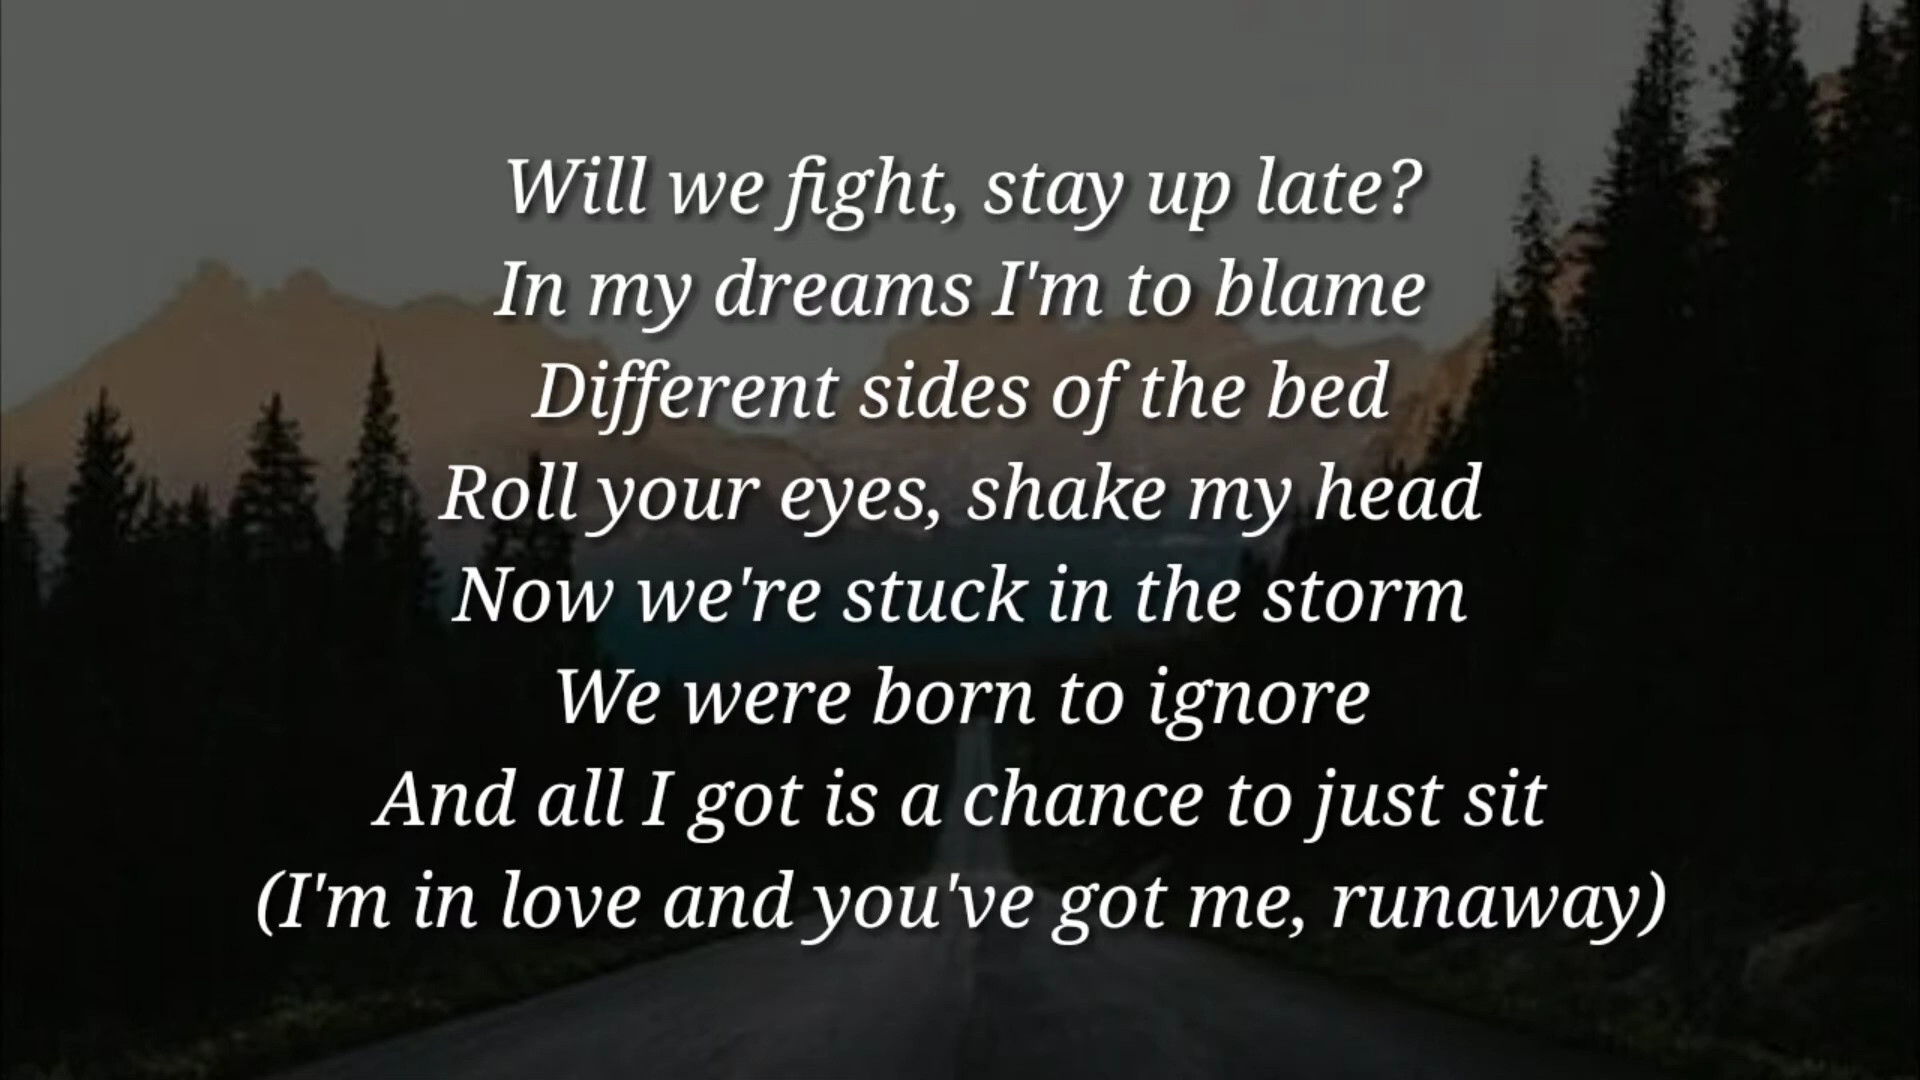 Will we fight, stay up late?
In my dreams I'm to blame
Different sides of the bed
Roll your eyes, shake my head
Now we're stuck in the storm
We were born to ignore
And all I got is a chance to just sit
(I'm in love and you've got me, runaway)